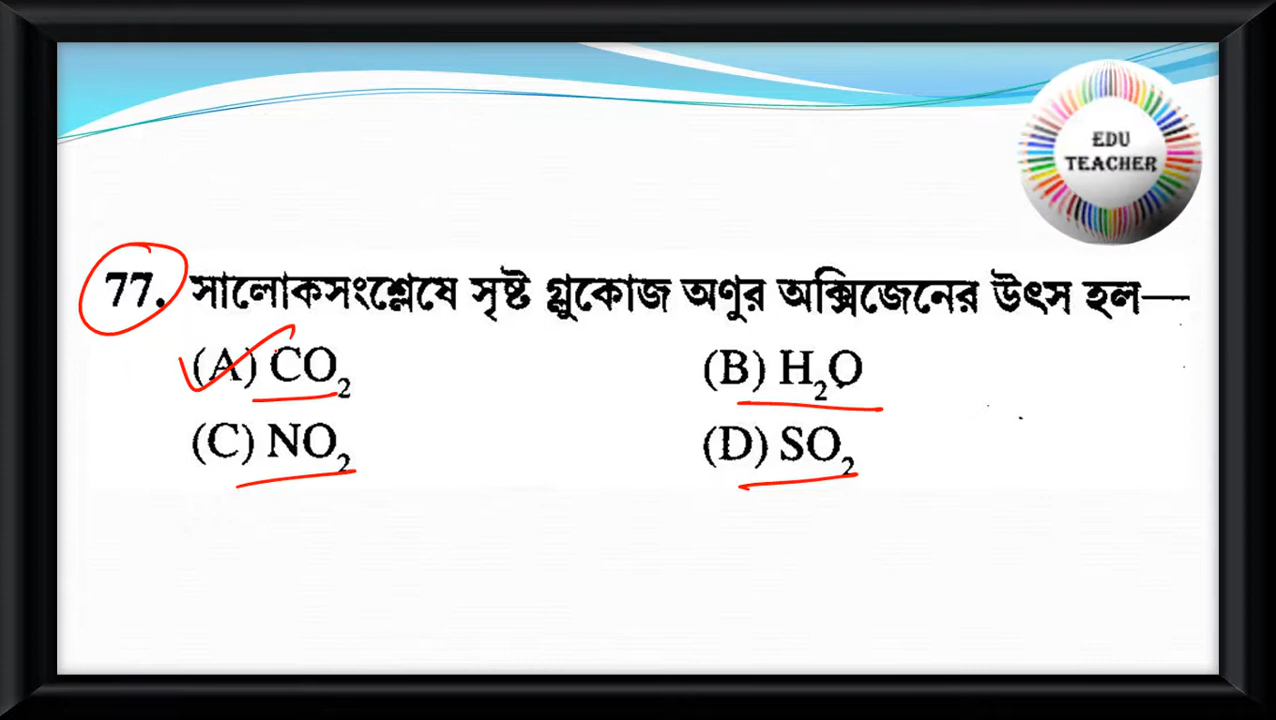 EDU
TEACHER
77. সালোকসংশ্লেষে সৃষ্ট গ্লুকোজ অণুর অক্সিজেনের উৎস হল—
(A) CO₂ (B) H₂O
(C) NO₂ (D) SO₂